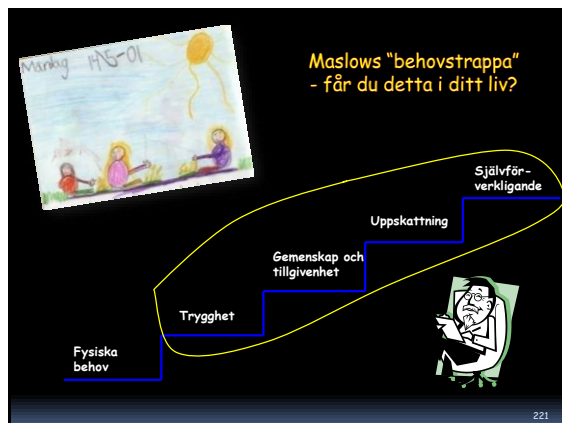 Måndag 14/5-01
Maslows “behovstrappa”
- får du detta i ditt liv?
Självför-
verkligande
Uppskattning
Gemenskap och
tillgivenhet
Trygghet
Fysiska
behov
221